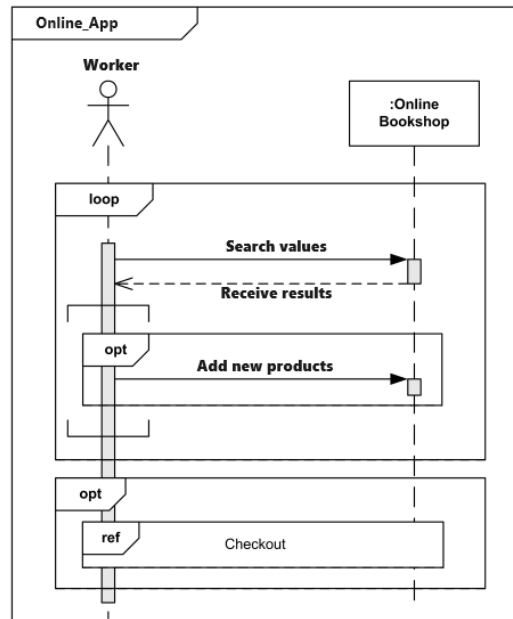 Online_App
Worker
:Online
Bookshop
loop
Search values
Receive results
opt
Add new products
opt
ref
Checkout